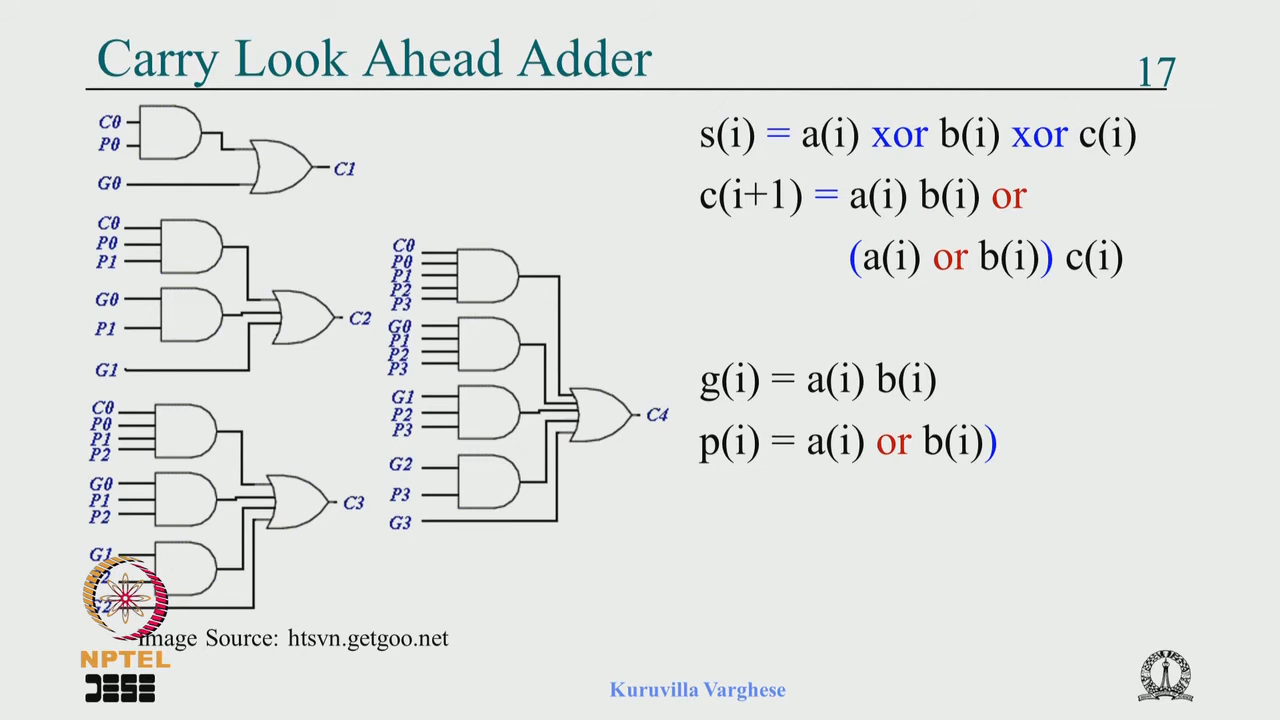 Carry Look Ahead Adder
17
C0
P0
G0
C1
C0
P0
P1
G0
P1
G1
C2
C0
P0
P1
P2
G0
P1
P2
G1
G2
C3
C0
P0
P1
P2
P3
G0
P1
P2
P3
G1
P2
P3
G2
P3
G3
C4
s(i) = a(i) xor b(i) xor c(i)
c(i+1) = a(i) b(i) or
(a(i) or b(i)) c(i)
g(i) = a(i) b(i)
p(i) = a(i) or b(i))
Image Source: htsvn.getgoo.net
NPTEL
Kuruvilla Varghese